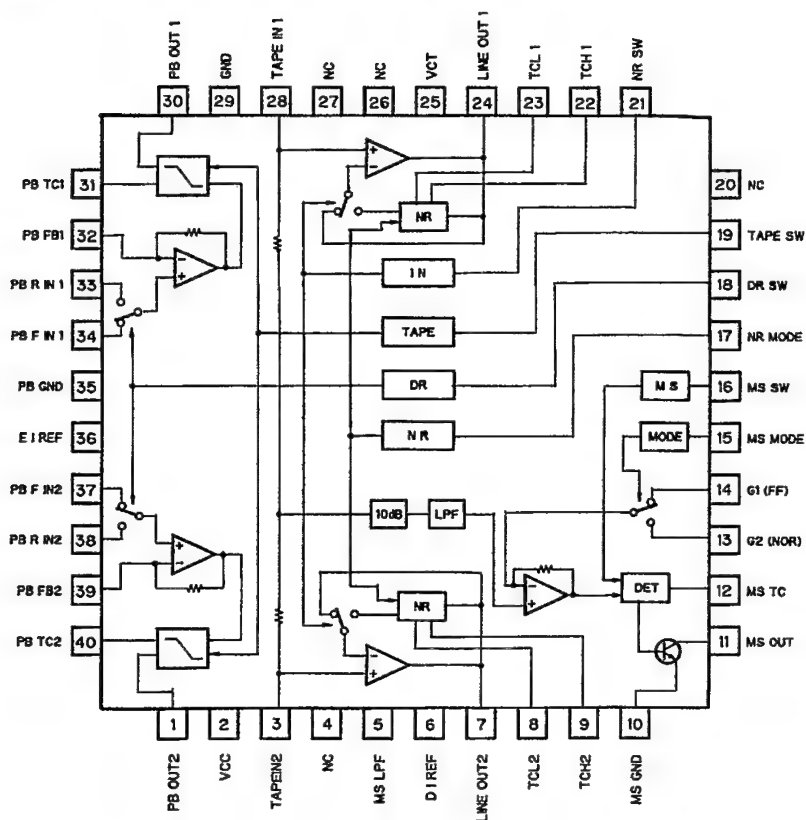 PB OUT 1
GND
TAPE IN 1
NC
NC
VCT
LINE OUT 1
TCL 1
TCH 1
NR SW
30
29
28
27
26
25
24
23
22
21
PB TC1
31
PB FB1
32
PB R IN 1
33
PB F IN 1
34
PB GND
35
E I REF
36
PB F IN2
37
PB R IN2
38
PB FB2
39
PB TC2
40
+
-
NR
-
+
IN
TAPE
DR
NR
10dB
LPF
+
-
NR
-
+
-
+
MS
MODE
DET
20
NC
19
TAPE SW
18
DR SW
17
NR MODE
16
MS SW
15
MS MODE
14
G1 (FF)
13
G2 (NOR)
12
MS TC
11
MS OUT
1
2
3
4
5
6
7
8
9
10
PB OUT2
VCC
TAPEIN2
NC
MS LPF
D I REF
LINE OUT2
TCL2
TCH2
MS GND